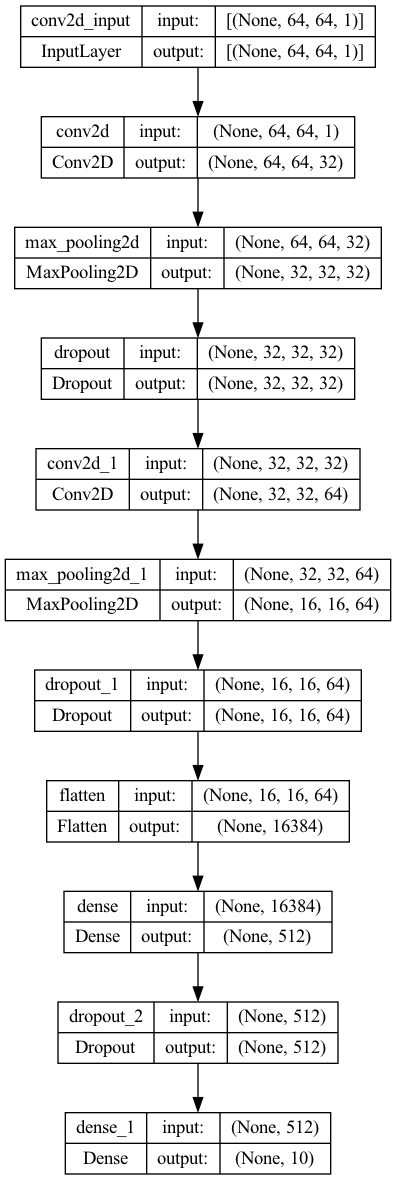 conv2d_input input: [(None, 64, 64, 1)]
InputLayer output: [(None, 64, 64, 1)]
conv2d input: (None, 64, 64, 1)
Conv2D output: (None, 64, 64, 32)
max_pooling2d input: (None, 64, 64, 32)
MaxPooling2D output: (None, 32, 32, 32)
dropout input: (None, 32, 32, 32)
Dropout output: (None, 32, 32, 32)
conv2d_1 input: (None, 32, 32, 32)
Conv2D output: (None, 32, 32, 64)
max_pooling2d_1 input: (None, 32, 32, 64)
MaxPooling2D output: (None, 16, 16, 64)
dropout_1 input: (None, 16, 16, 64)
Dropout output: (None, 16, 16, 64)
flatten input: (None, 16, 16, 64)
Flatten output: (None, 16384)
dense input: (None, 16384)
Dense output: (None, 512)
dropout_2 input: (None, 512)
Dropout output: (None, 512)
dense_1 input: (None, 512)
Dense output: (None, 10)